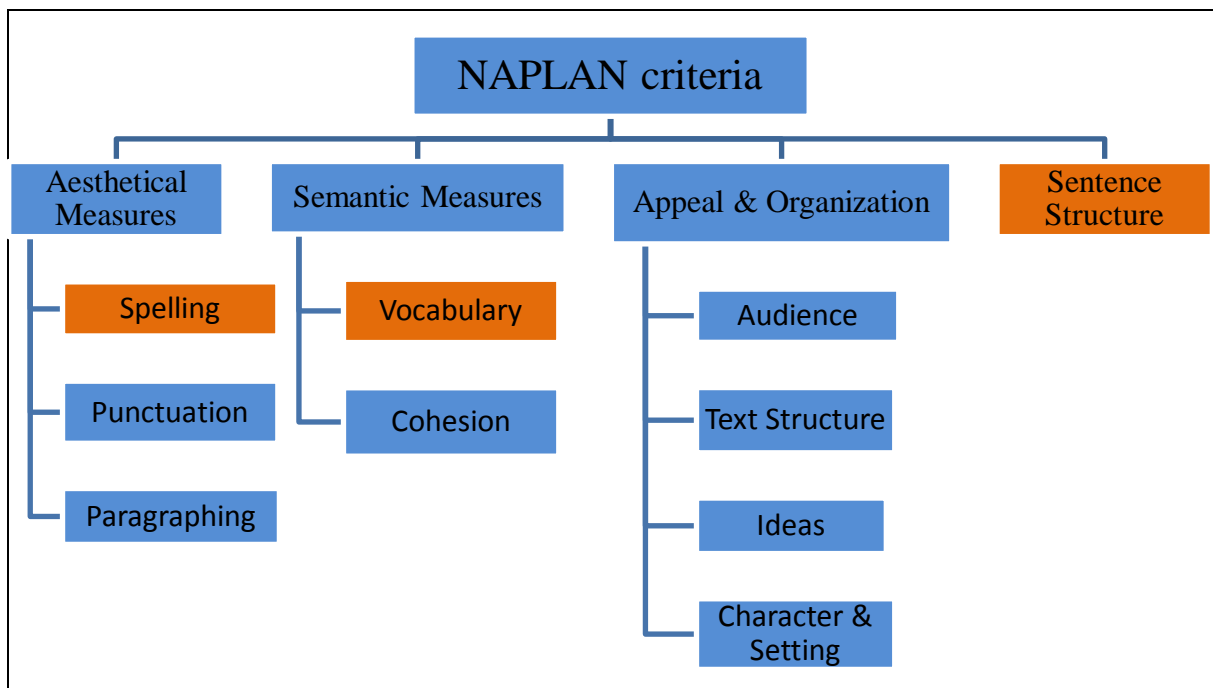 NAPLAN criteria
Aesthetical
Measures
Spelling
Punctuation
Paragraphing
Semantic Measures
Vocabulary
Cohesion
Appeal & Organization
Audience
Text Structure
Ideas
Character &
Setting
Sentence
Structure